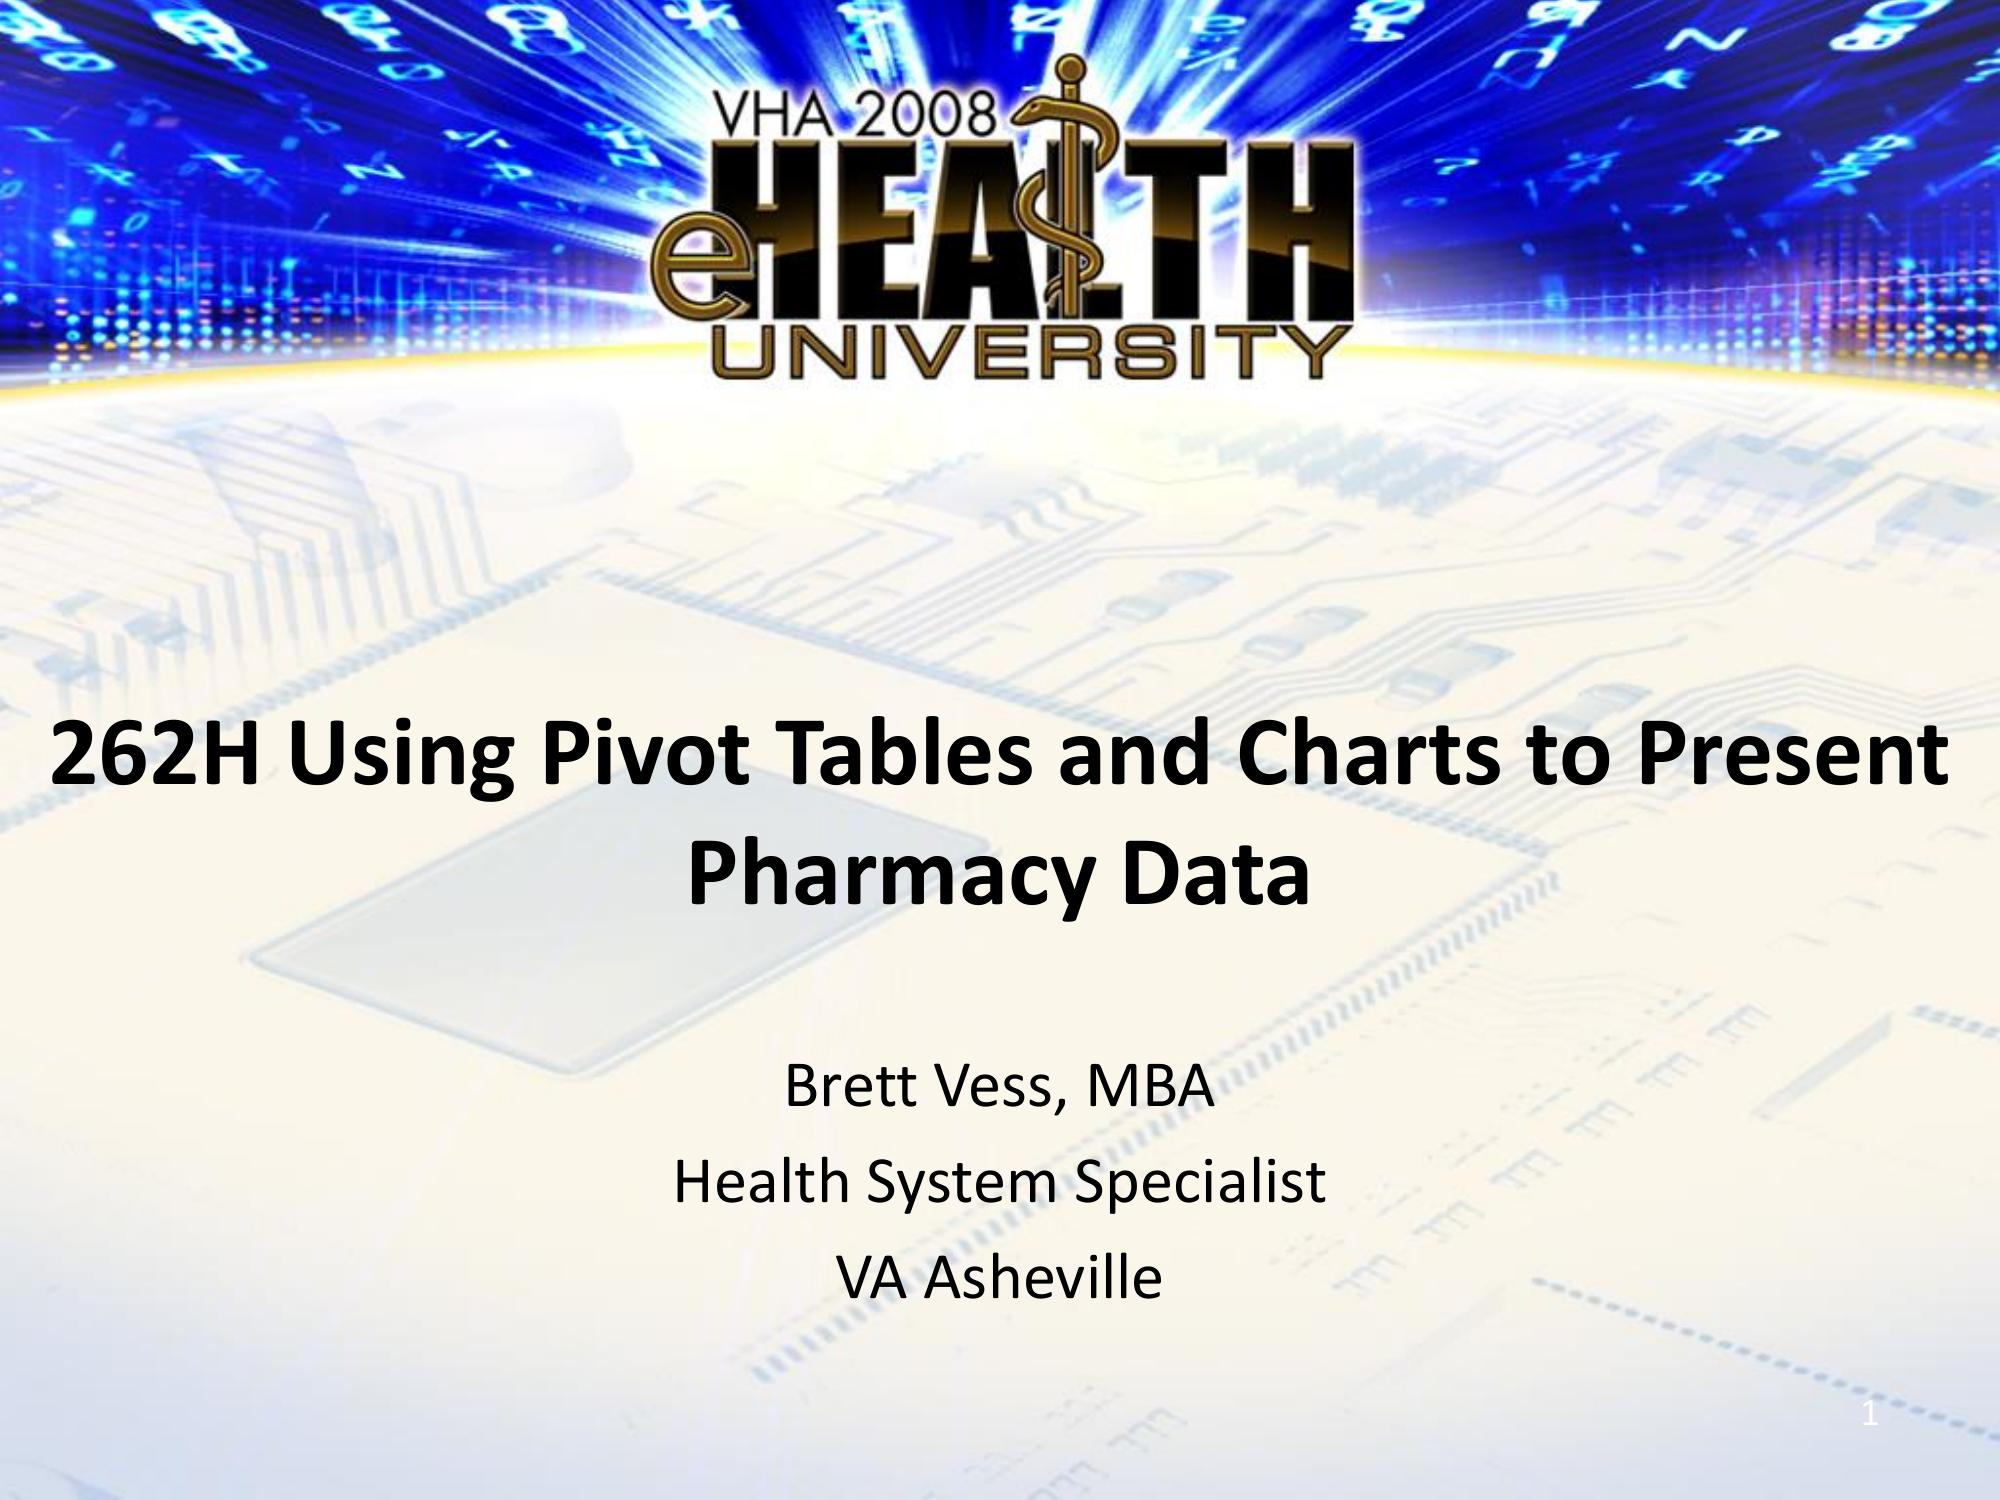 VHA 2008
eHEALTH
UNIVERSITY
262H Using Pivot Tables and Charts to Present
Pharmacy Data
Brett Vess, MBA
Health System Specialist
VA Asheville
1